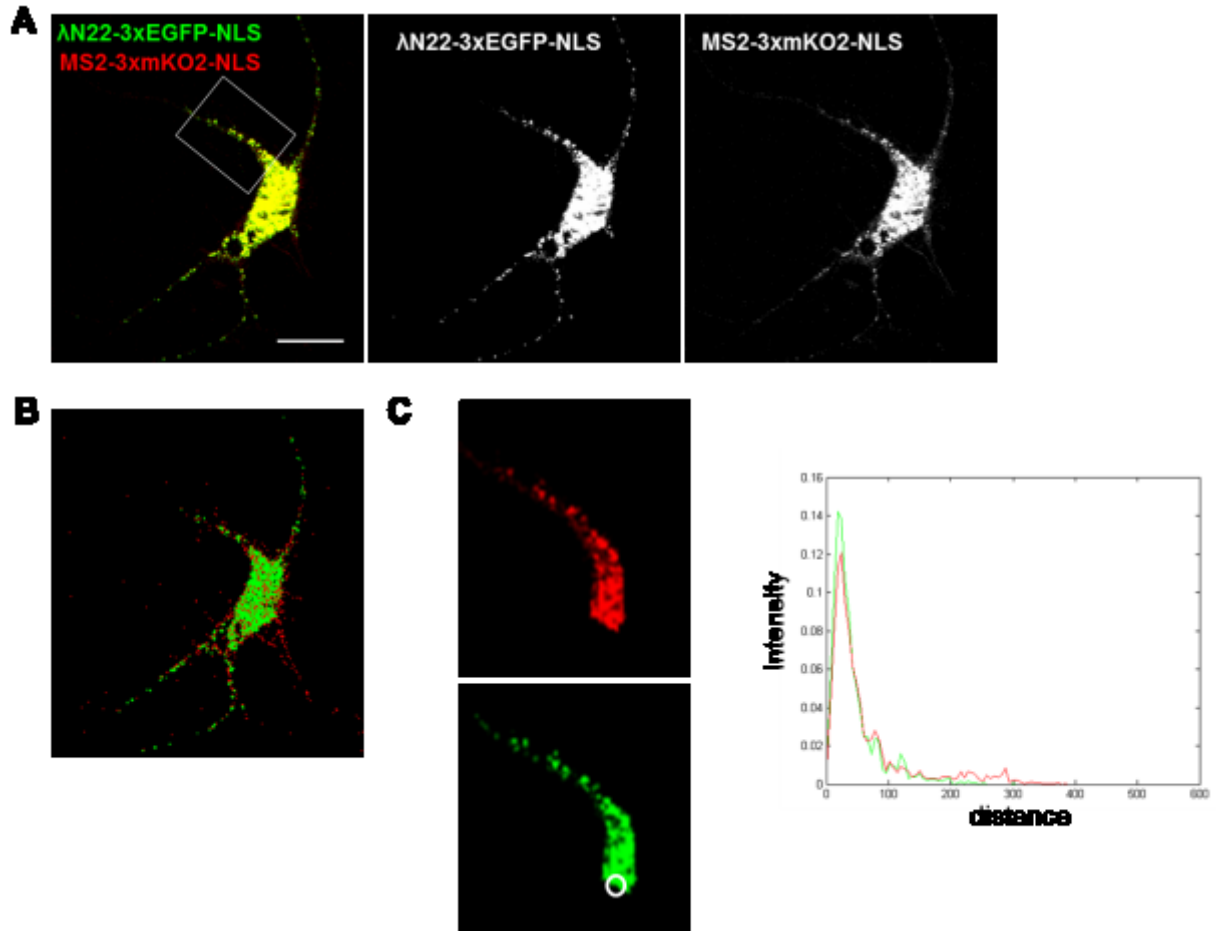 A
λN22-3xEGFP-NLS
MS2-3xmKO2-NLS
λN22-3xEGFP-NLS
MS2-3xmKO2-NLS
B
C
Intensity
0.16
0.14
0.12
0.1
0.08
0.06
0.04
0.02
0
0
100
200
300
400
500
600
distance